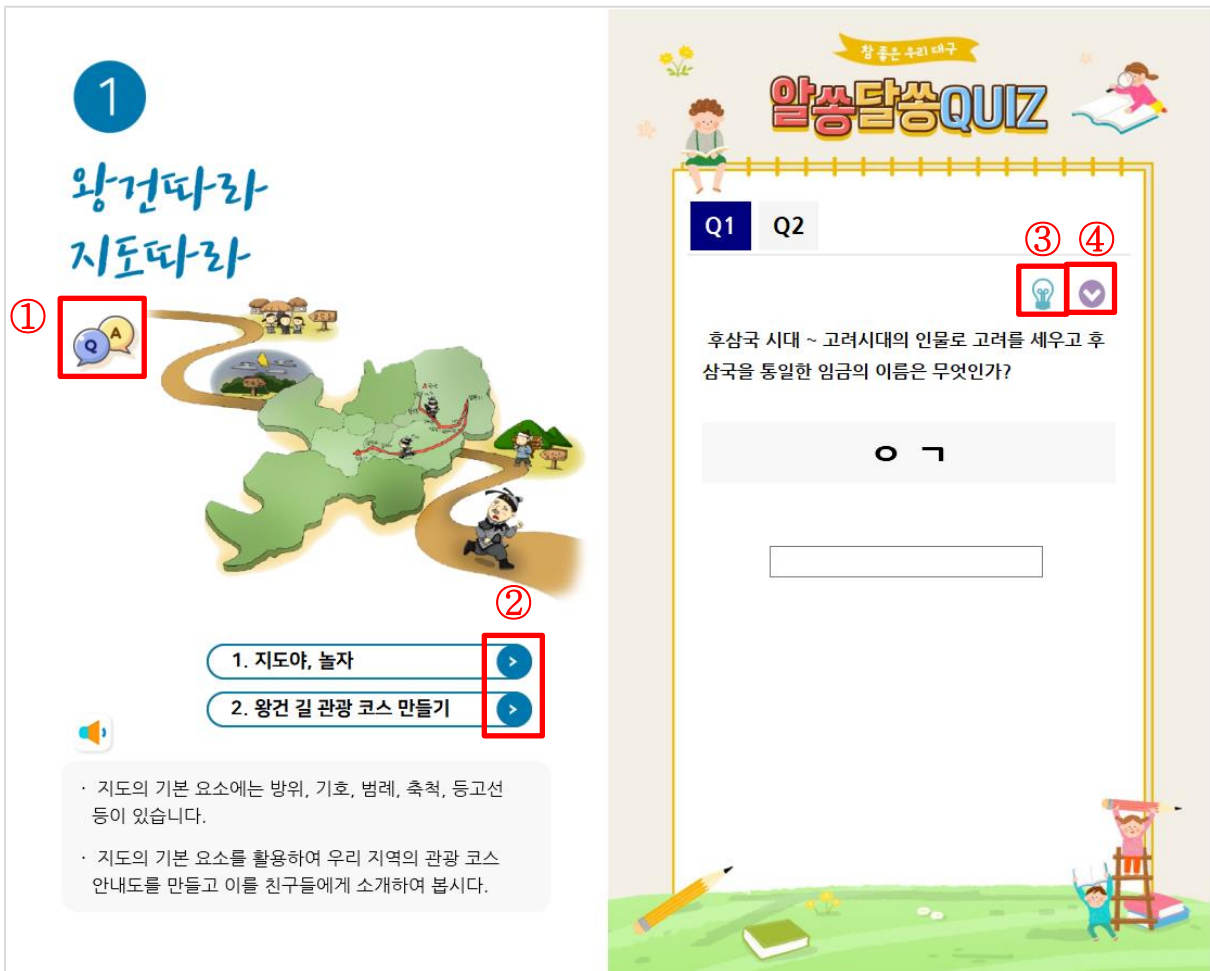 1
왕건따라
지도따라
①
Q A
②
1. 지도야, 놀자 >
2. 왕건 길 관광 코스 만들기 >
· 지도의 기본 요소에는 방위, 기호, 범례, 축척, 등고선
등이 있습니다.
· 지도의 기본 요소를 활용하여 우리 지역의 관광 코스
안내도를 만들고 이를 친구들에게 소개하여 봅시다.
참 좋은 우리 대구
알쏭달쏭QUIZ
Q1 Q2
③ ④
후삼국 시대 ~ 고려시대의 인물로 고려를 세우고 후
삼국을 통일한 임금의 이름은 무엇인가?
ㅇ ㄱ